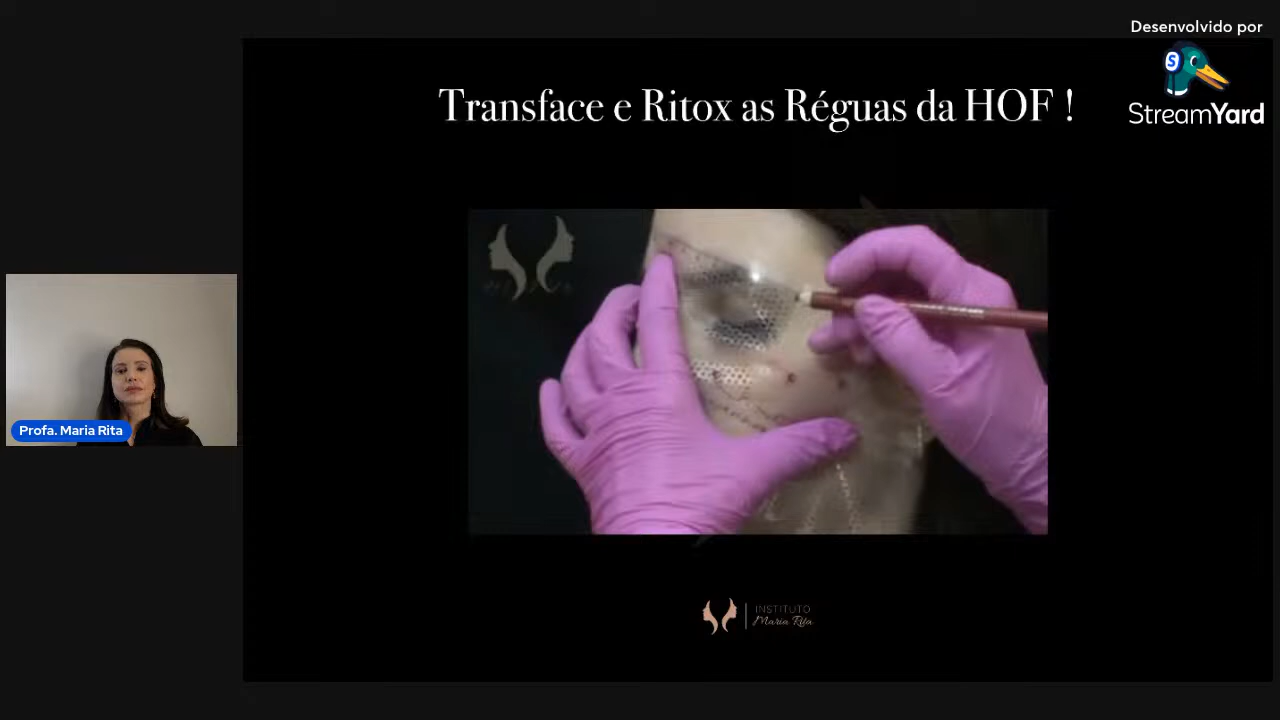 Desenvolvido por
StreamYard
Transface e Ritox as Réguas da HOF !
Profa. Maria Rita
INSTITUTO
Maria Rita